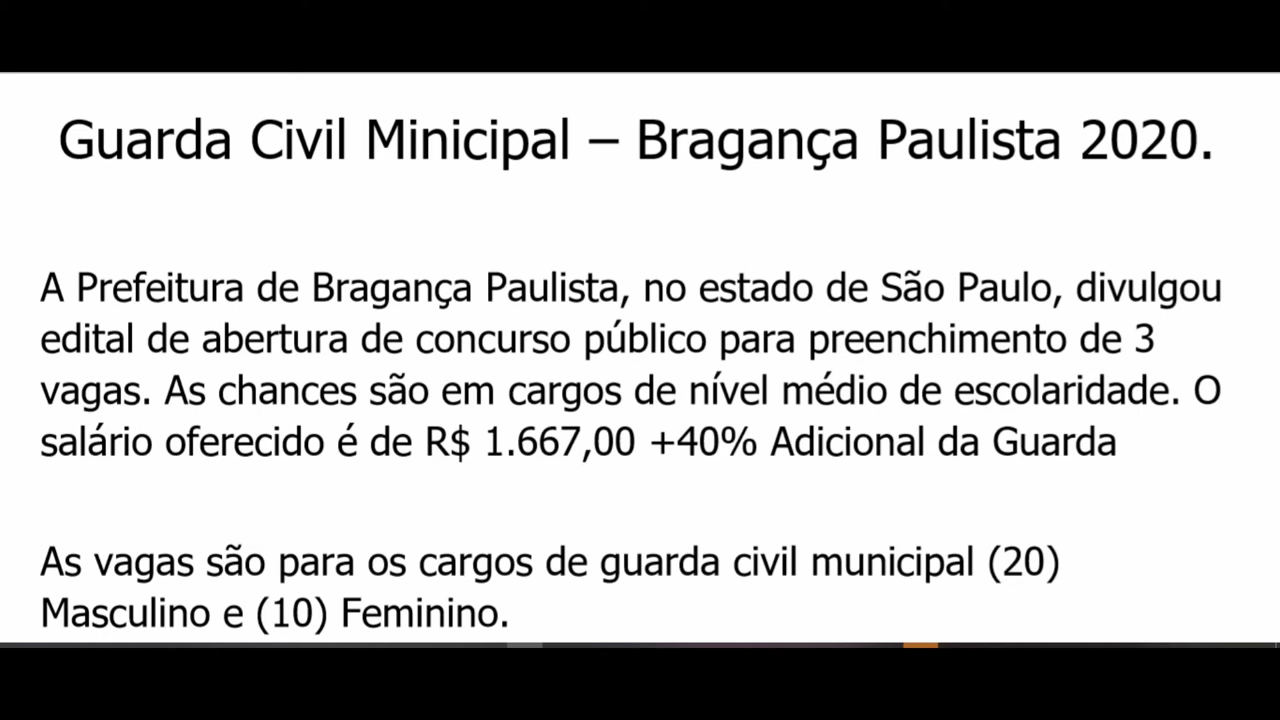 Guarda Civil Minicipal – Bragança Paulista 2020.
A Prefeitura de Bragança Paulista, no estado de São Paulo, divulgou
edital de abertura de concurso público para preenchimento de 3
vagas. As chances são em cargos de nível médio de escolaridade. O
salário oferecido é de R$ 1.667,00 +40% Adicional da Guarda
As vagas são para os cargos de guarda civil municipal (20)
Masculino e (10) Feminino.